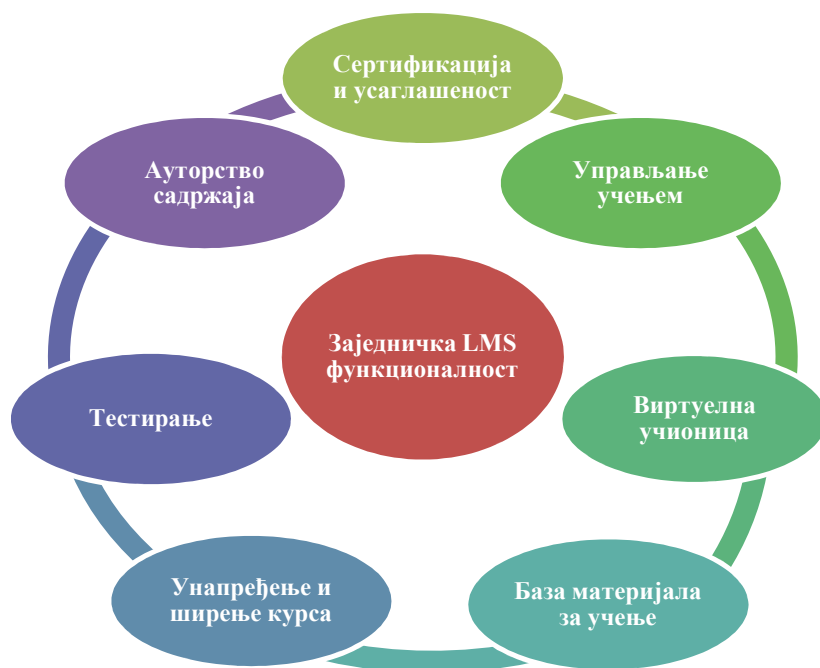 Сертификација
и усаглашеност
Управљање
учењем
Виртуелна
учионица
База материјала
за учење
Унапређење и
ширење курса
Тестирање
Ауторство
садржаја
Заједничка LMS
функционалност